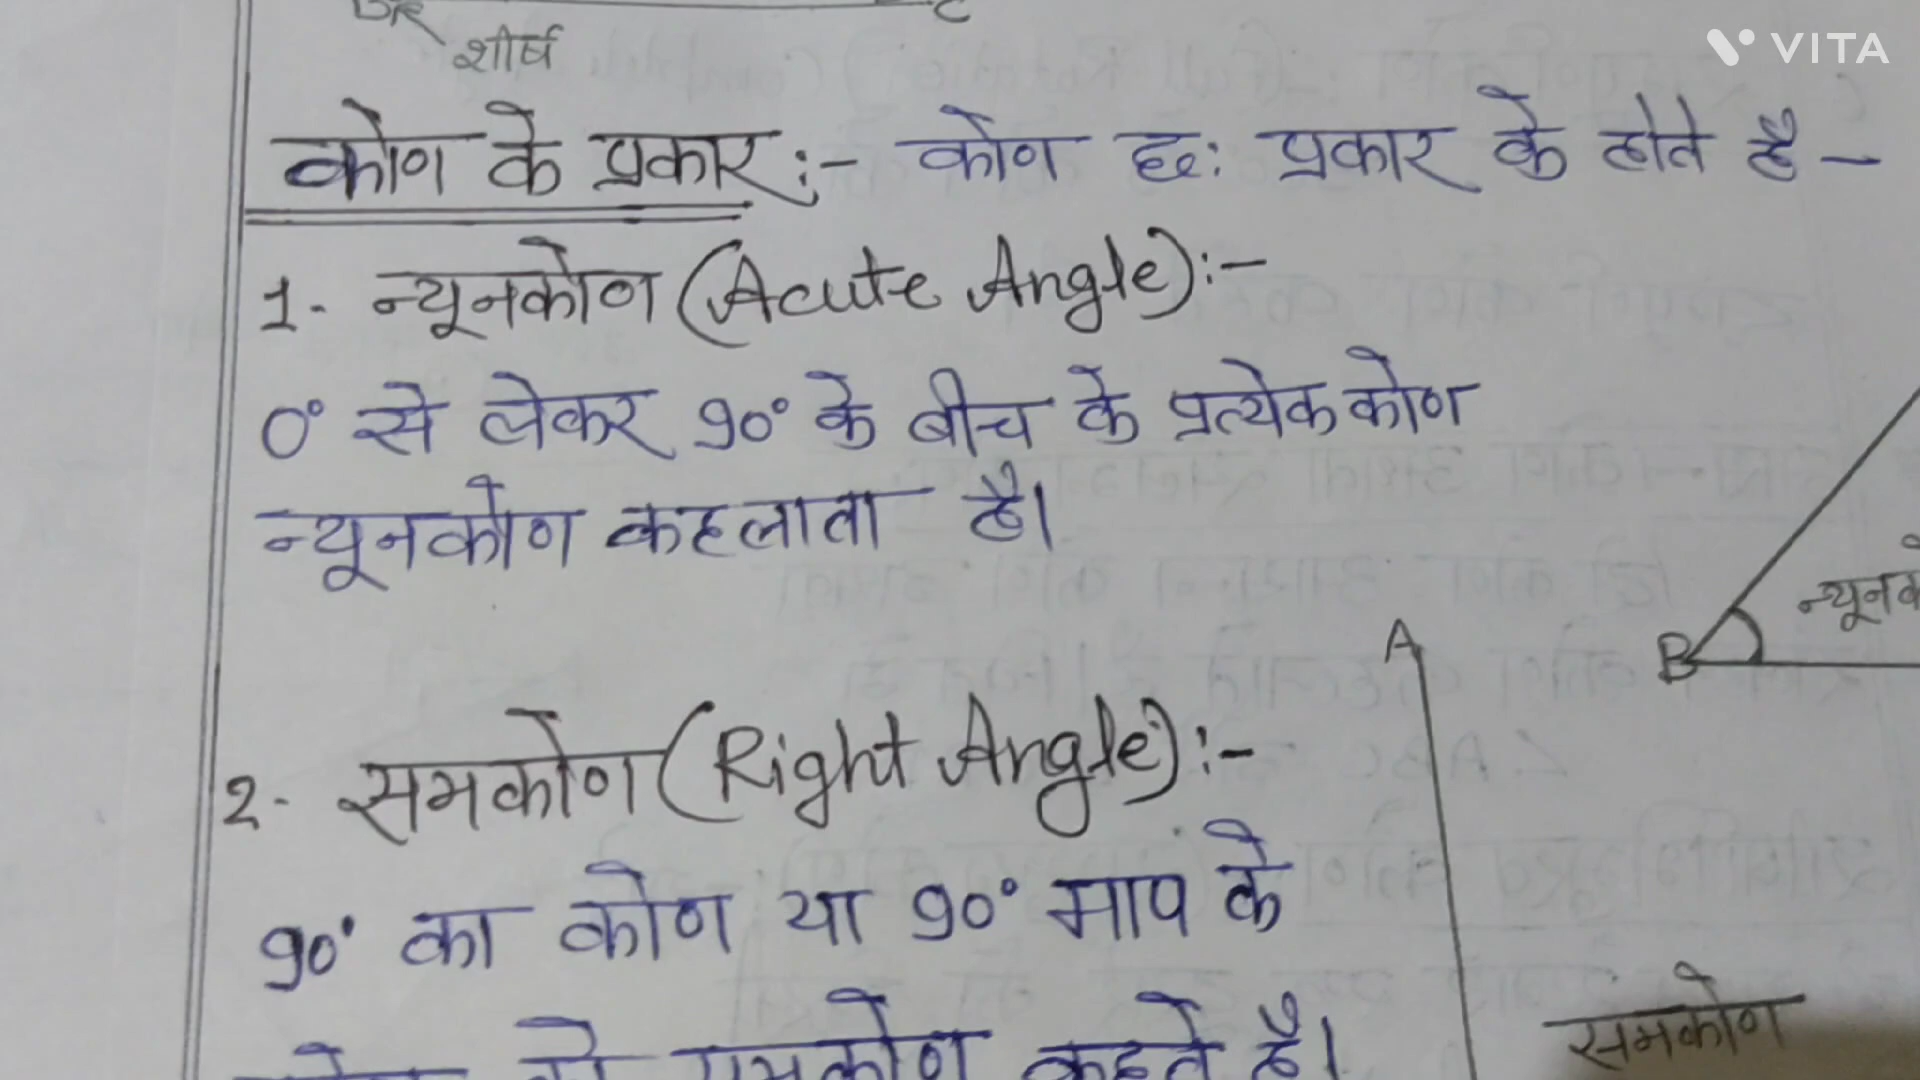 VITA
C
शीर्ष
कोण के प्रकार :- कोण छः प्रकार के होते है -
1. न्यूनकोण (Acute Angle):-
0° से लेकर 90° के बीच के प्रत्येक कोण
न्यूनकोण कहलाता है।
B
A
2. समकोण (Right Angle):-
90° का कोण या 90° माप के
समकोण कहते है।
समकोण